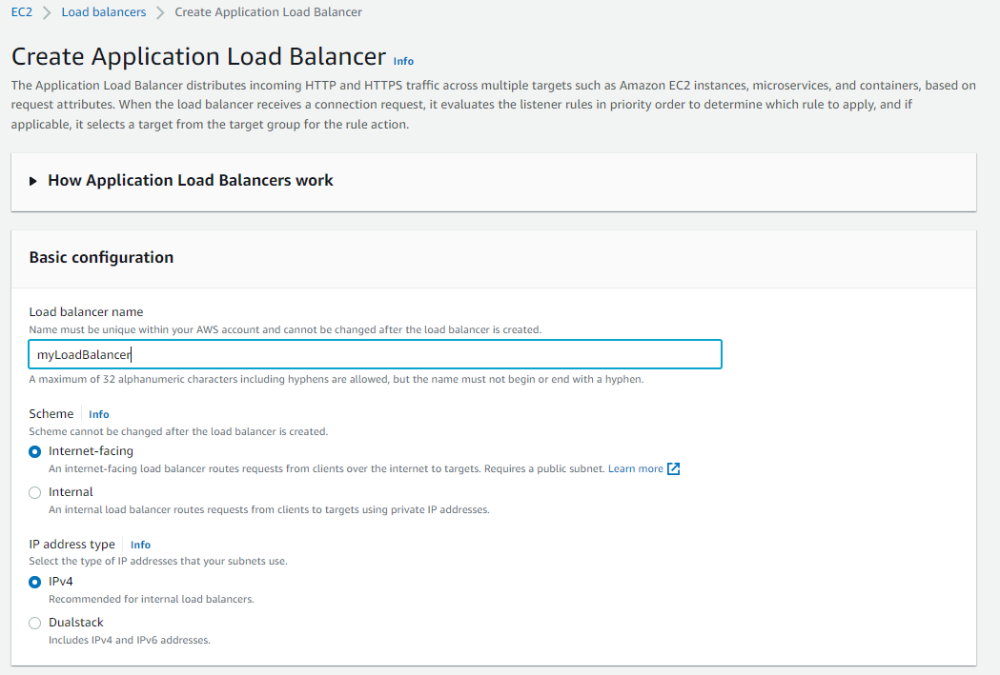 EC2 > Load balancers > Create Application Load Balancer
Create Application Load Balancer Info
The Application Load Balancer distributes incoming HTTP and HTTPS traffic across multiple targets such as Amazon EC2 instances, microservices, and containers, based on
request attributes. When the load balancer receives a connection request, it evaluates the listener rules in priority order to determine which rule to apply, and if
applicable, it selects a target from the target group for the rule action.
How Application Load Balancers work
Basic configuration
Load balancer name
Name must be unique within your AWS account and cannot be changed after the load balancer is created.
myLoadBalancer
A maximum of 32 alphanumeric characters including hyphens are allowed, but the name must not begin or end with a hyphen.
Scheme Info
Scheme cannot be changed after the load balancer is created.
Internet-facing
An internet-facing load balancer routes requests from clients over the internet to targets. Requires a public subnet. Learn more
Internal
An internal load balancer routes requests from clients to targets using private IP addresses.
IP address type Info
Select the type of IP addresses that your subnets use.
IPv4
Recommended for internal load balancers.
Dualstack
Includes IPv4 and IPv6 addresses.